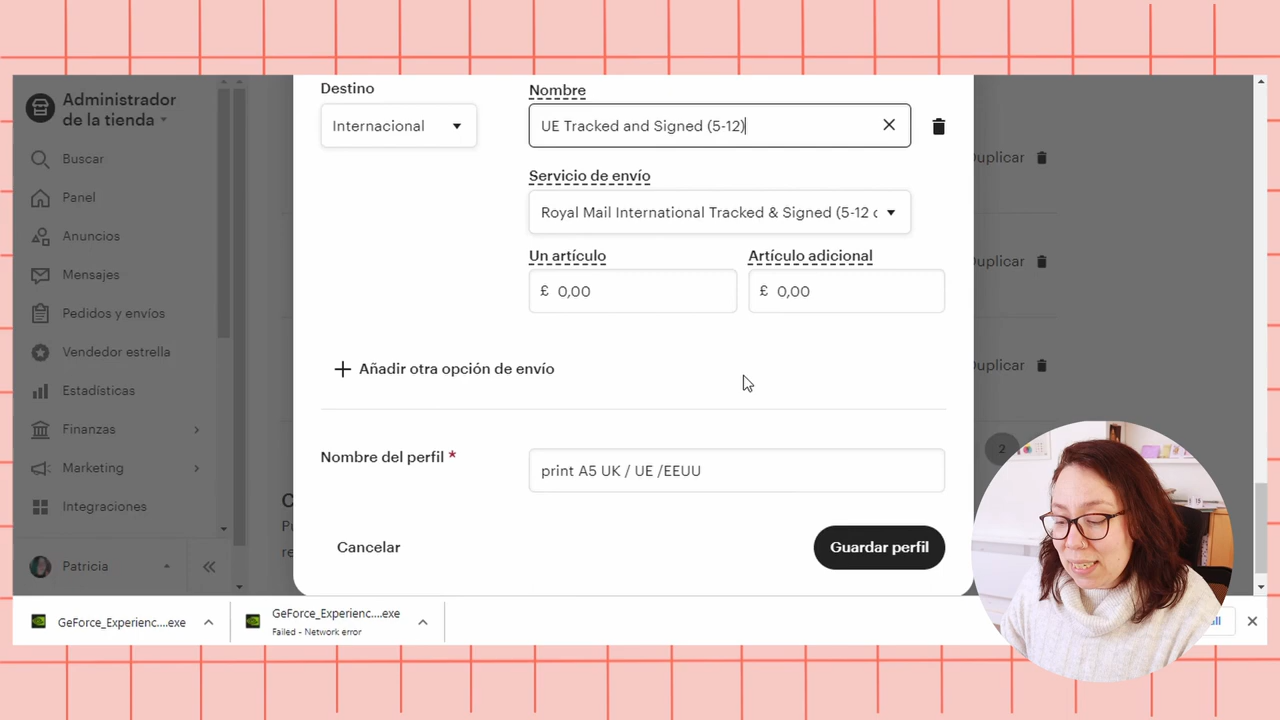 Administrador
de la tienda
Buscar
Panel
Anuncios
Mensajes
Pedidos y envíos
Vendedor estrella
Estadísticas
Finanzas
Marketing
Integraciones
Patricia
Destino
Internacional
Nombre
UE Tracked and Signed (5-12)
Servicio de envío
Royal Mail International Tracked & Signed (5-12
Un artículo
£ 0,00
Artículo adicional
£ 0,00
Añadir otra opción de envío
Nombre del perfil *
print A5 UK / UE /EEUU
Cancelar
Guardar perfil
Duplicar
Duplicar
Duplicar
2
GeForce_Experienc....exe
GeForce_Experienc....exe
Failed - Network error